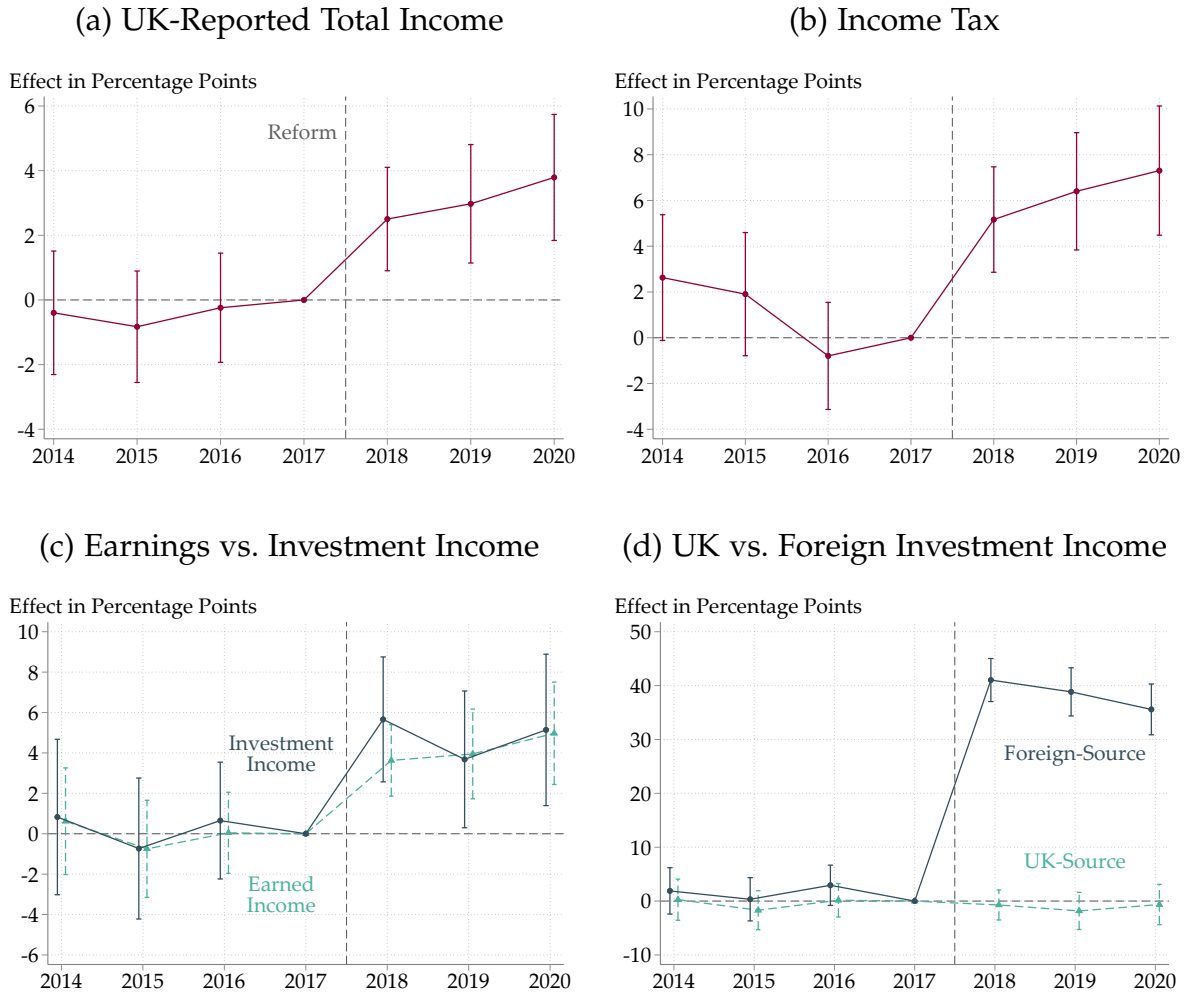 (a) UK-Reported Total Income
Effect in Percentage Points
6
4
2
0
-2
-4
Reform
2014 2015 2016 2017 2018 2019 2020
(b) Income Tax
Effect in Percentage Points
10
8
6
4
2
0
-2
-4
2014 2015 2016 2017 2018 2019 2020
(c) Earnings vs. Investment Income
Effect in Percentage Points
10
8
6
4
2
0
-2
-4
-6
Investment
Income
Earned
Income
2014 2015 2016 2017 2018 2019 2020
(d) UK vs. Foreign Investment Income
Effect in Percentage Points
50
40
30
20
10
0
-10
Foreign-Source
UK-Source
2014 2015 2016 2017 2018 2019 2020